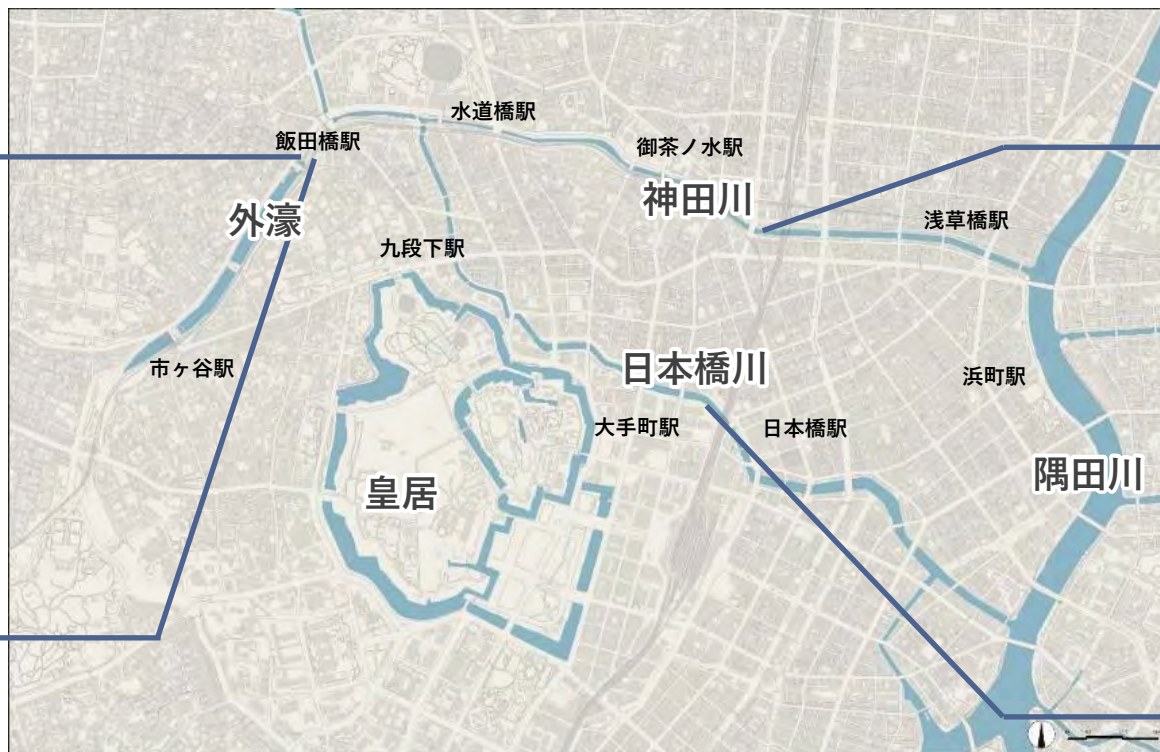 水道橋駅
飯田橋駅
御茶ノ水駅
神田川
外濠
浅草橋駅
九段下駅
日本橋川
市ヶ谷駅
浜町駅
大手町駅
日本橋駅
隅田川
皇居